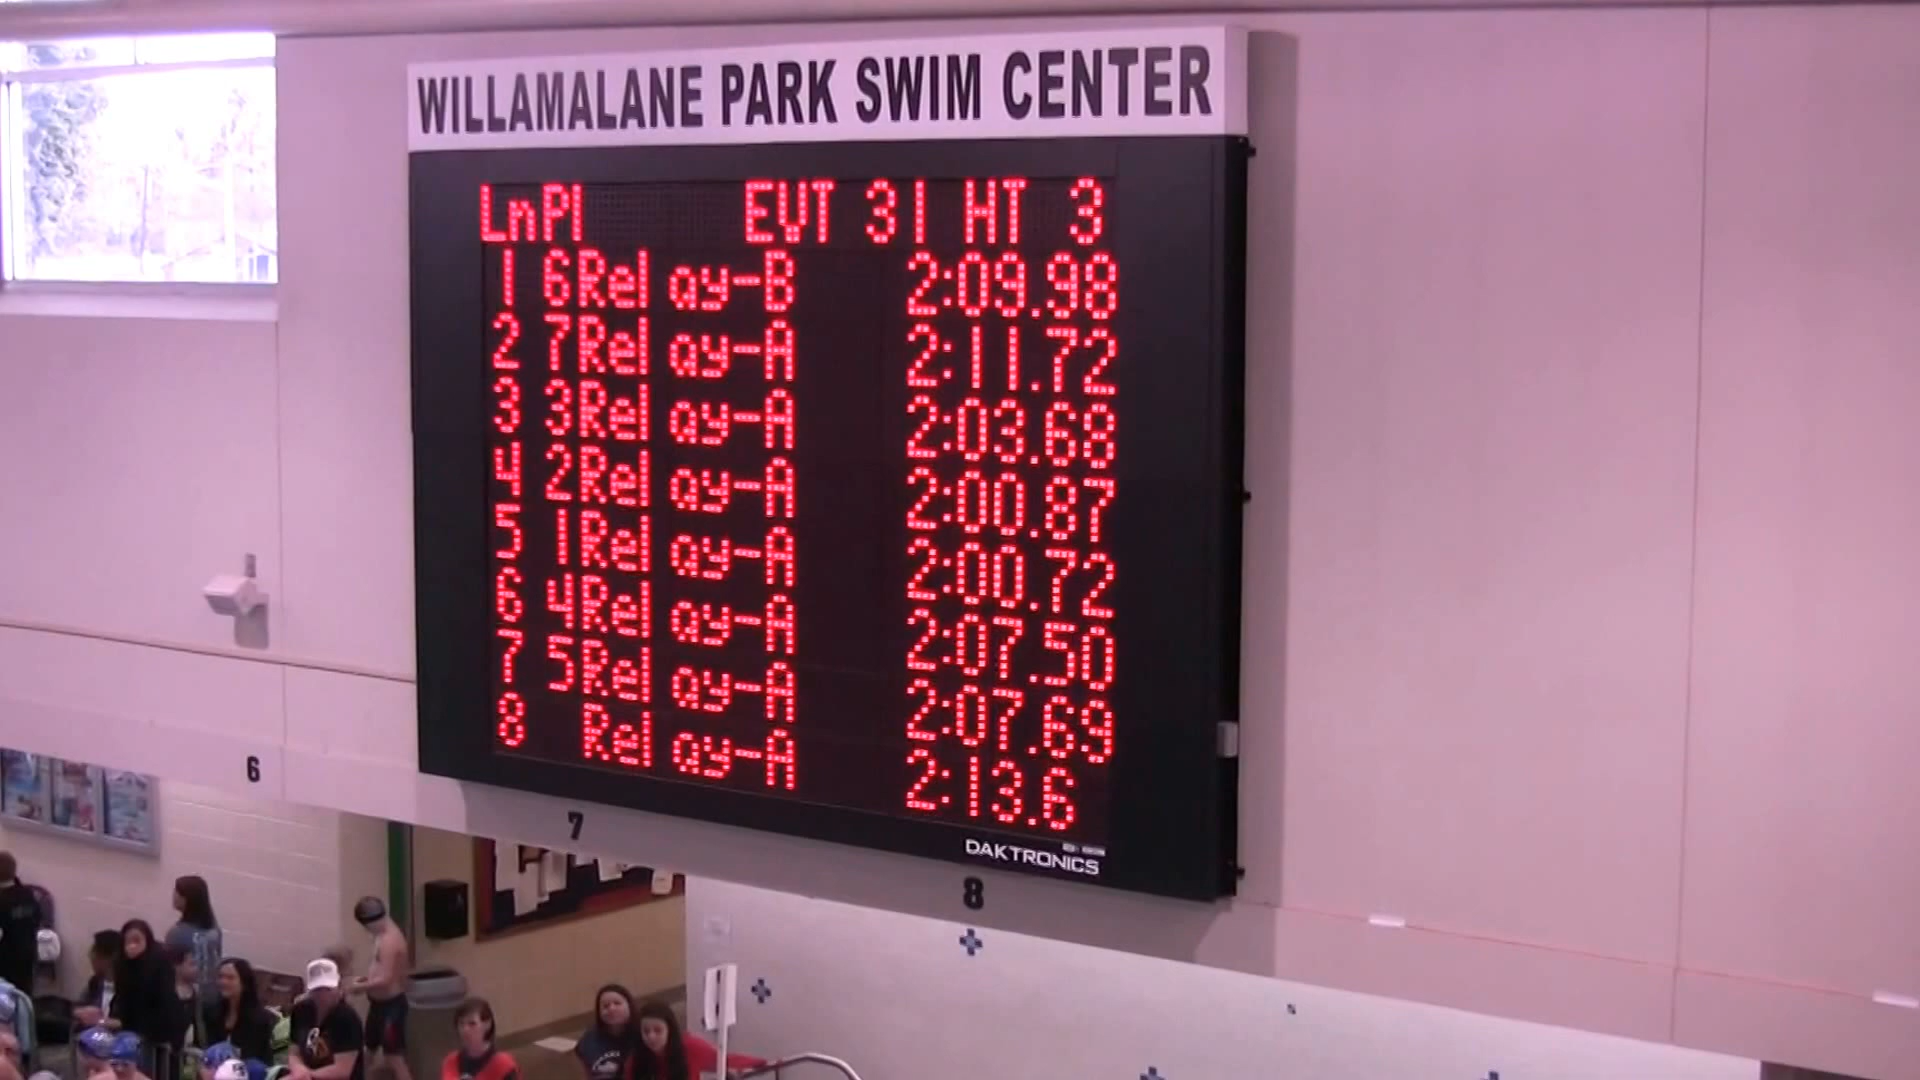 WILLAMALANE PARK SWIM CENTER
LnPl EVT 31 HT 3
1 6Relay-B 2:09.98
2 7Relay-A 2:11.72
3 3Relay-A 2:03.68
4 2Relay-A 2:00.87
5 1Relay-A 2:00.72
6 4Relay-A 2:07.50
7 5Relay-A 2:07.69
8 Relay-A 2:13.6
DAKTRONICS
6
7
8